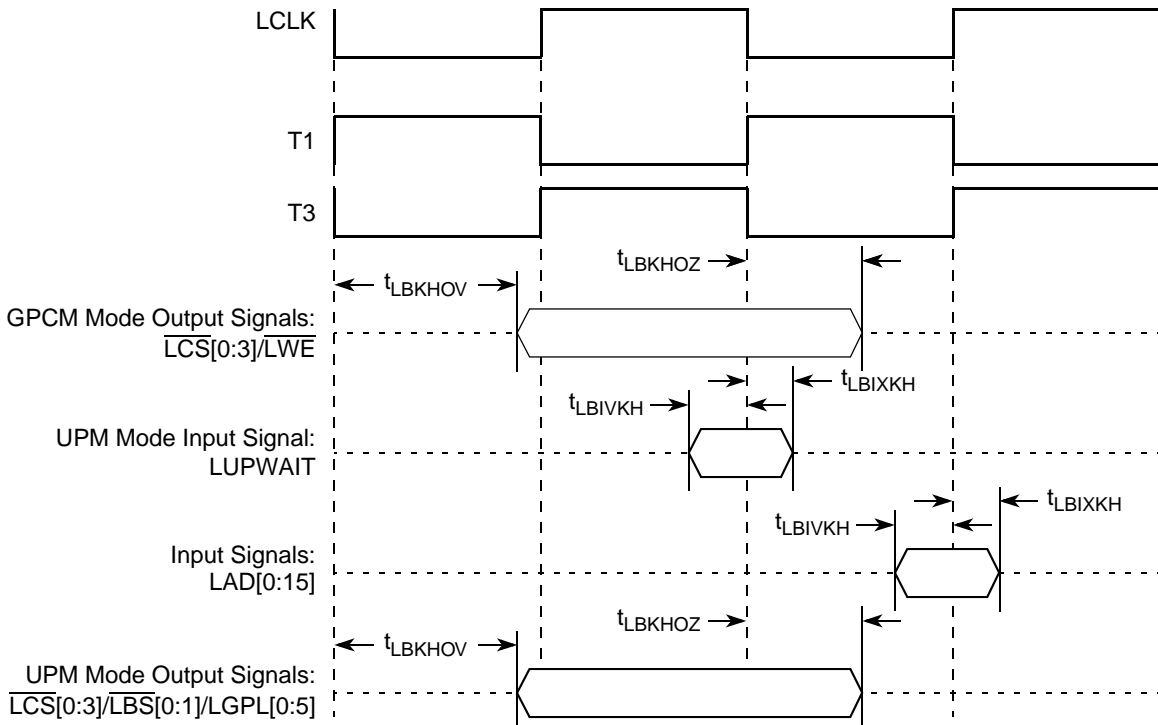 LCLK
T1
T3
tLBKHOZ
tLBKHOV
GPCM Mode Output Signals:
LCS[0:3]/LWE
tLBIXKH
tLBIVKH
UPM Mode Input Signal:
LUPWAIT
tLBIXKH
tLBIVKH
Input Signals:
LAD[0:15]
tLBKHOZ
tLBKHOV
UPM Mode Output Signals:
LCS[0:3]/LBS[0:1]/LGPL[0:5]